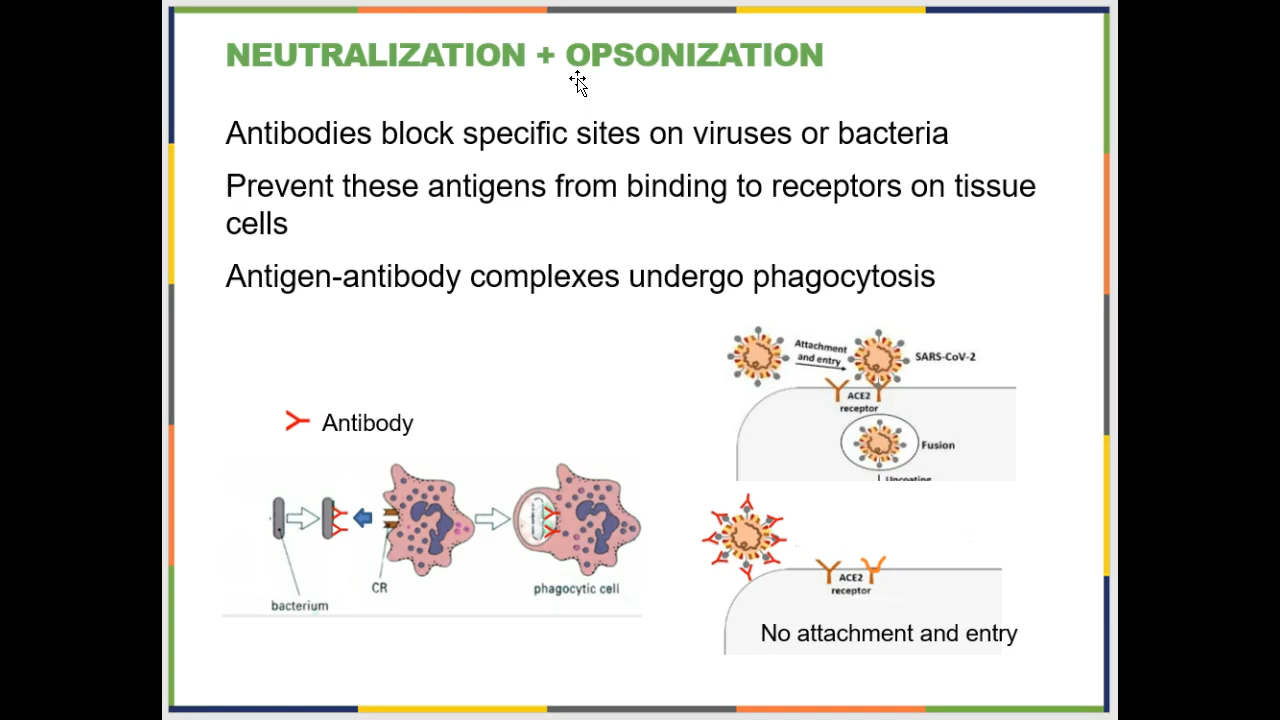 NEUTRALIZATION + OPSONIZATION
Antibodies block specific sites on viruses or bacteria
Prevent these antigens from binding to receptors on tissue
cells
Antigen-antibody complexes undergo phagocytosis
Attachment
and entry
SARS-CoV-2
ACE2
receptor
Fusion
Uncoating
Antibody
CR
bacterium
phagocytic cell
ACE2
receptor
No attachment and entry